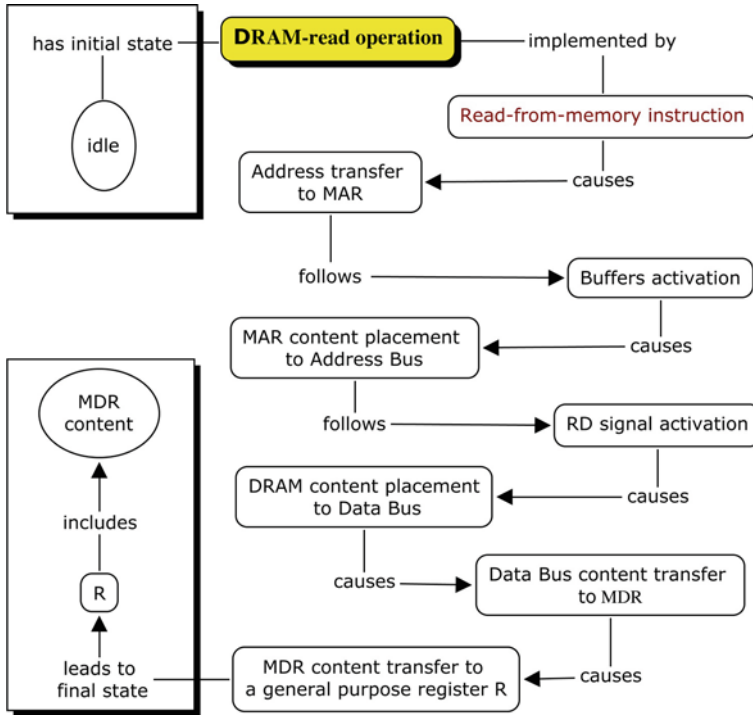 has initial state
DRAM-read operation
implemented by
idle
Read-from-memory instruction
causes
Address transfer
to MAR
follows
Buffers activation
causes
MAR content placement
to Address Bus
follows
RD signal activation
causes
DRAM content placement
to Data Bus
causes
Data Bus content transfer
to MDR
causes
MDR content transfer to
a general purpose register R
leads to
final state
R
includes
MDR
content